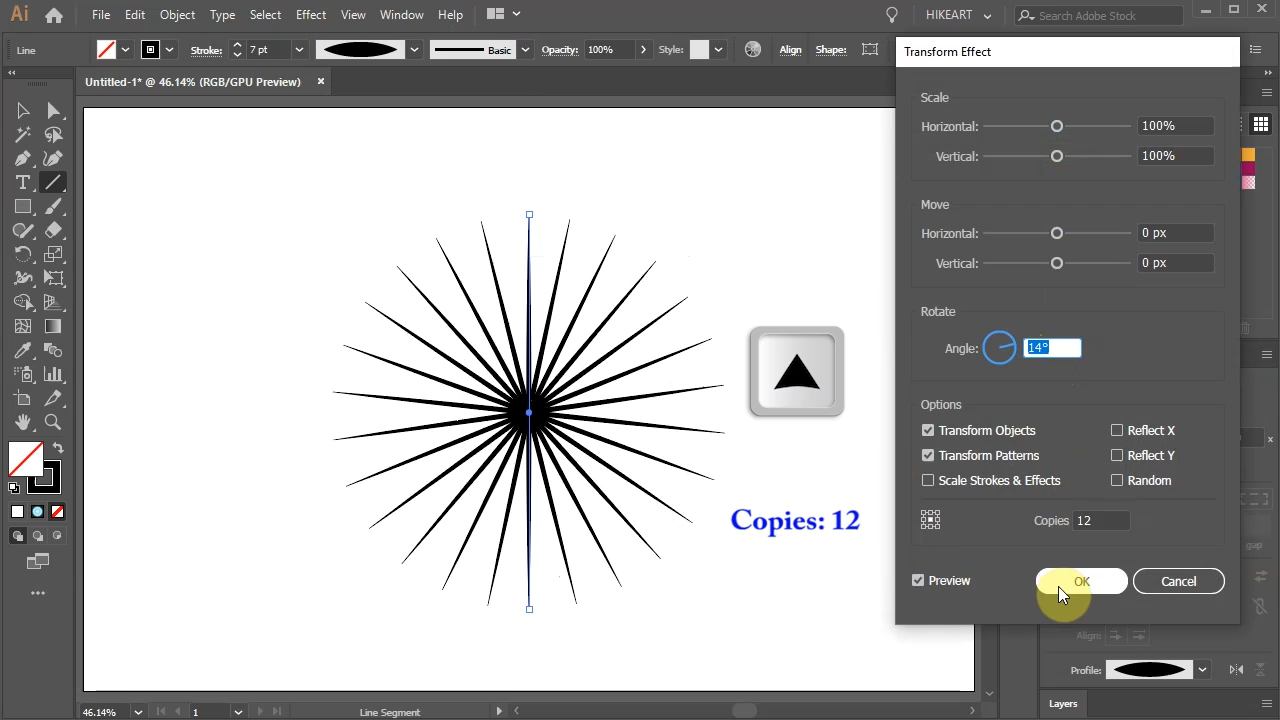 Ai File Edit Object Type Select Effect View Window Help HIKEART Search Adobe Stock
Line Stroke: 7 pt Basic Opacity: 100% Style: Align Shape:
Untitled-1* @ 46.14% (RGB/GPU Preview) ×
Transform Effect
Scale
Horizontal: 100%
Vertical: 100%
Move
Horizontal: 0 px
Vertical: 0 px
Rotate
Angle: 14°
Options
Transform Objects Reflect X
Transform Patterns Reflect Y
Scale Strokes & Effects Random
Copies 12
Copies: 12
Preview OK Cancel
gap
Align:
Profile:
Layers
46.14% 1 Line Segment